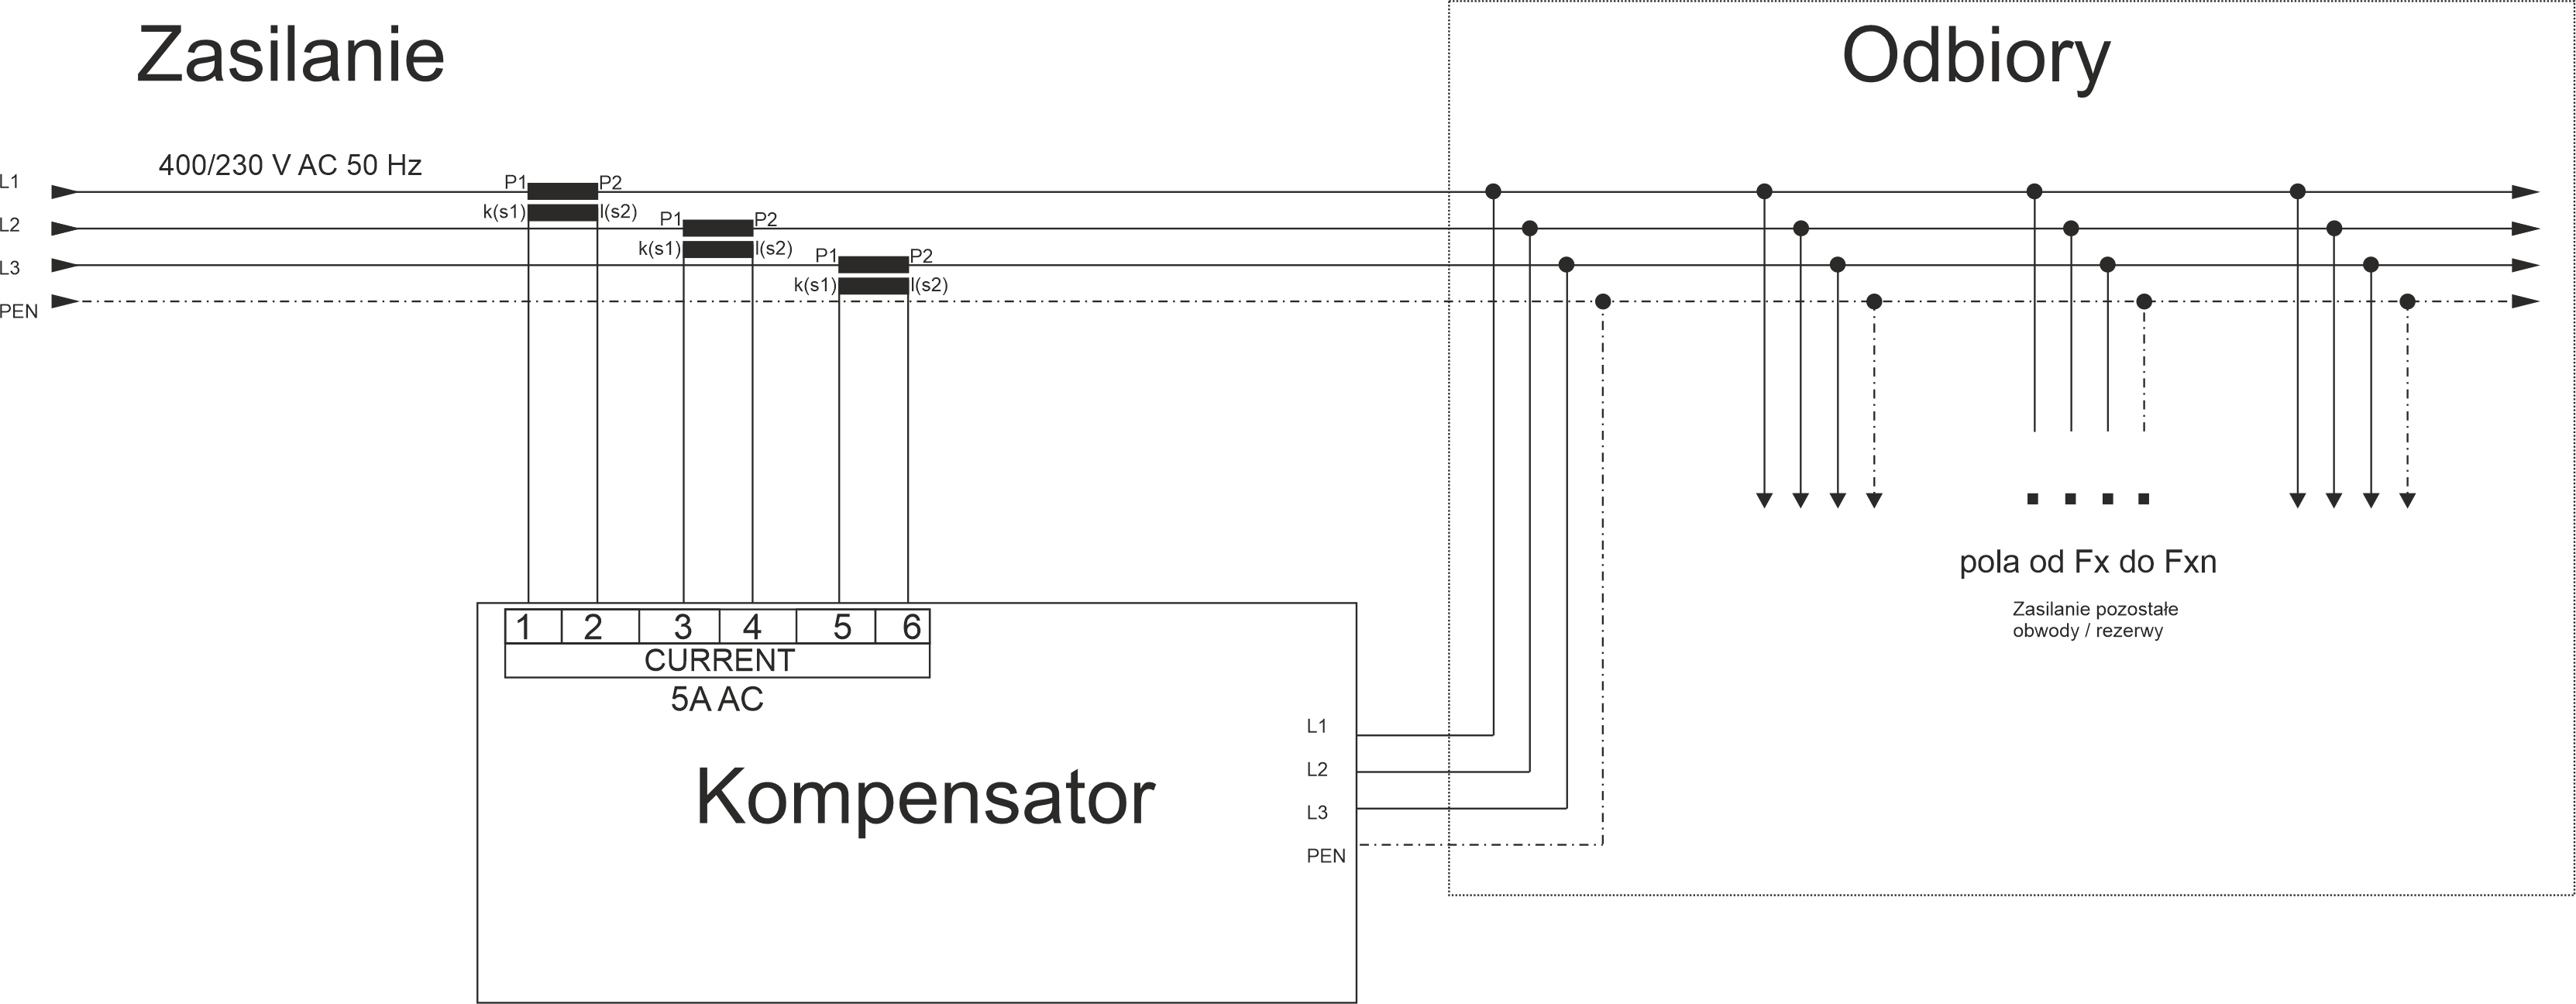 Zasilanie
Odbiory
400/230 V AC 50 Hz
L1
P1
P2
k(s1)
l(s2)
L2
P1
P2
k(s1)
l(s2)
L3
P1
P2
k(s1)
l(s2)
PEN
pola od Fx do Fxn
Zasilanie pozostałe
obwody / rezerwy
1 2 3 4 5 6
CURRENT
5A AC
Kompensator
L1
L2
L3
PEN